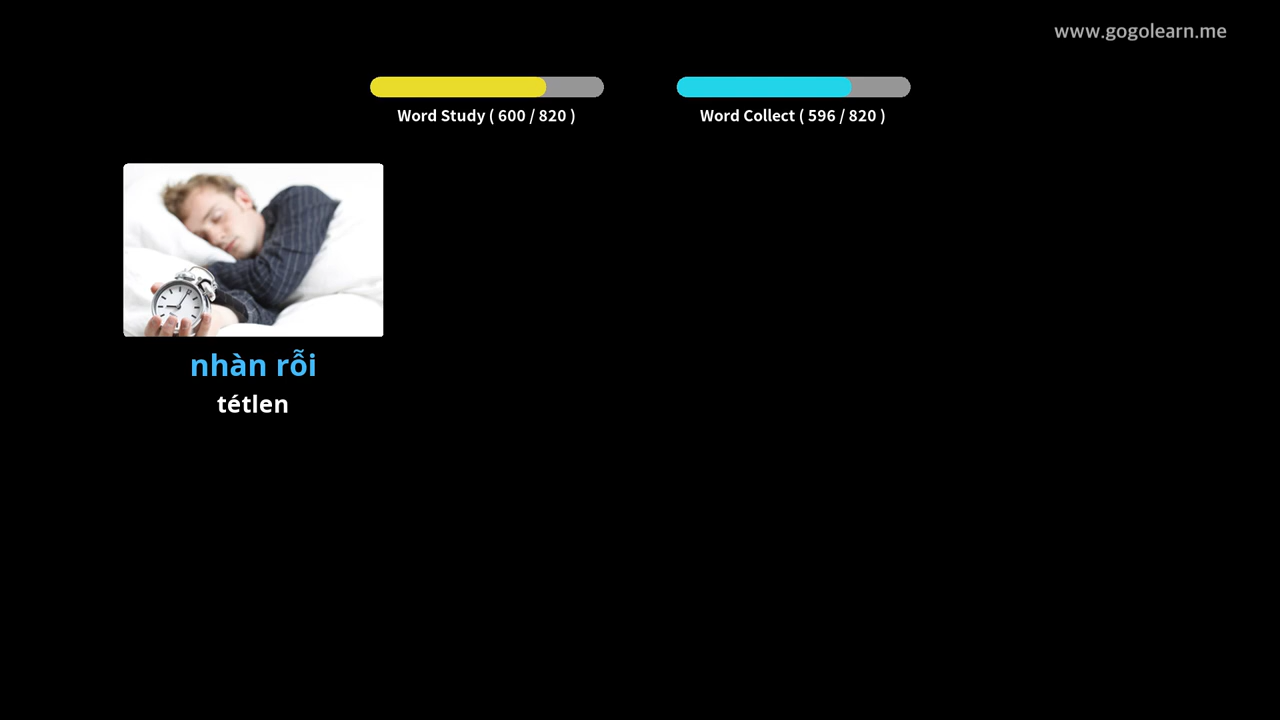 www.gogolearn.me
Word Study ( 600 / 820 )
Word Collect ( 596 / 820 )
nhàn rỗi
tétlen